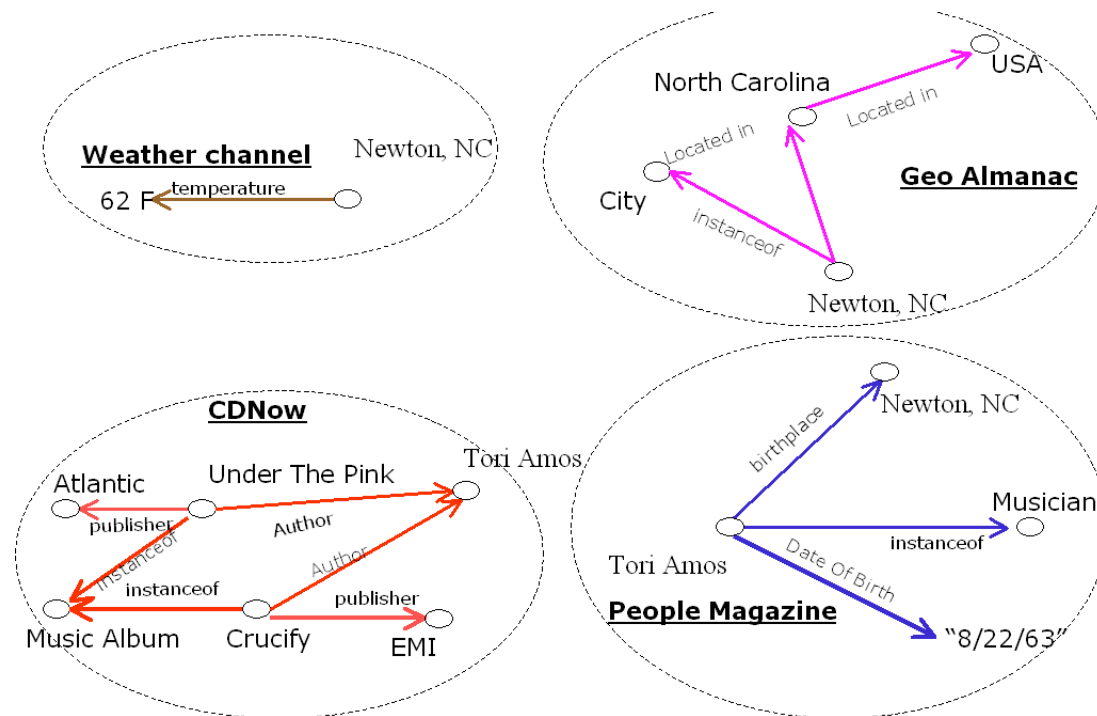 Weather channel
Newton, NC
temperature
62 F
USA
North Carolina
Located in
Located in
Geo Almanac
City
instanceof
Newton, NC
CDNow
Tori Amos
Under The Pink
Atlantic
publisher
Author
instanceof
Author
instanceof
publisher
Music Album
Crucify
EMI
Newton, NC
birthplace
Musician
instanceof
Date Of Birth
Tori Amos
People Magazine
“8/22/63”